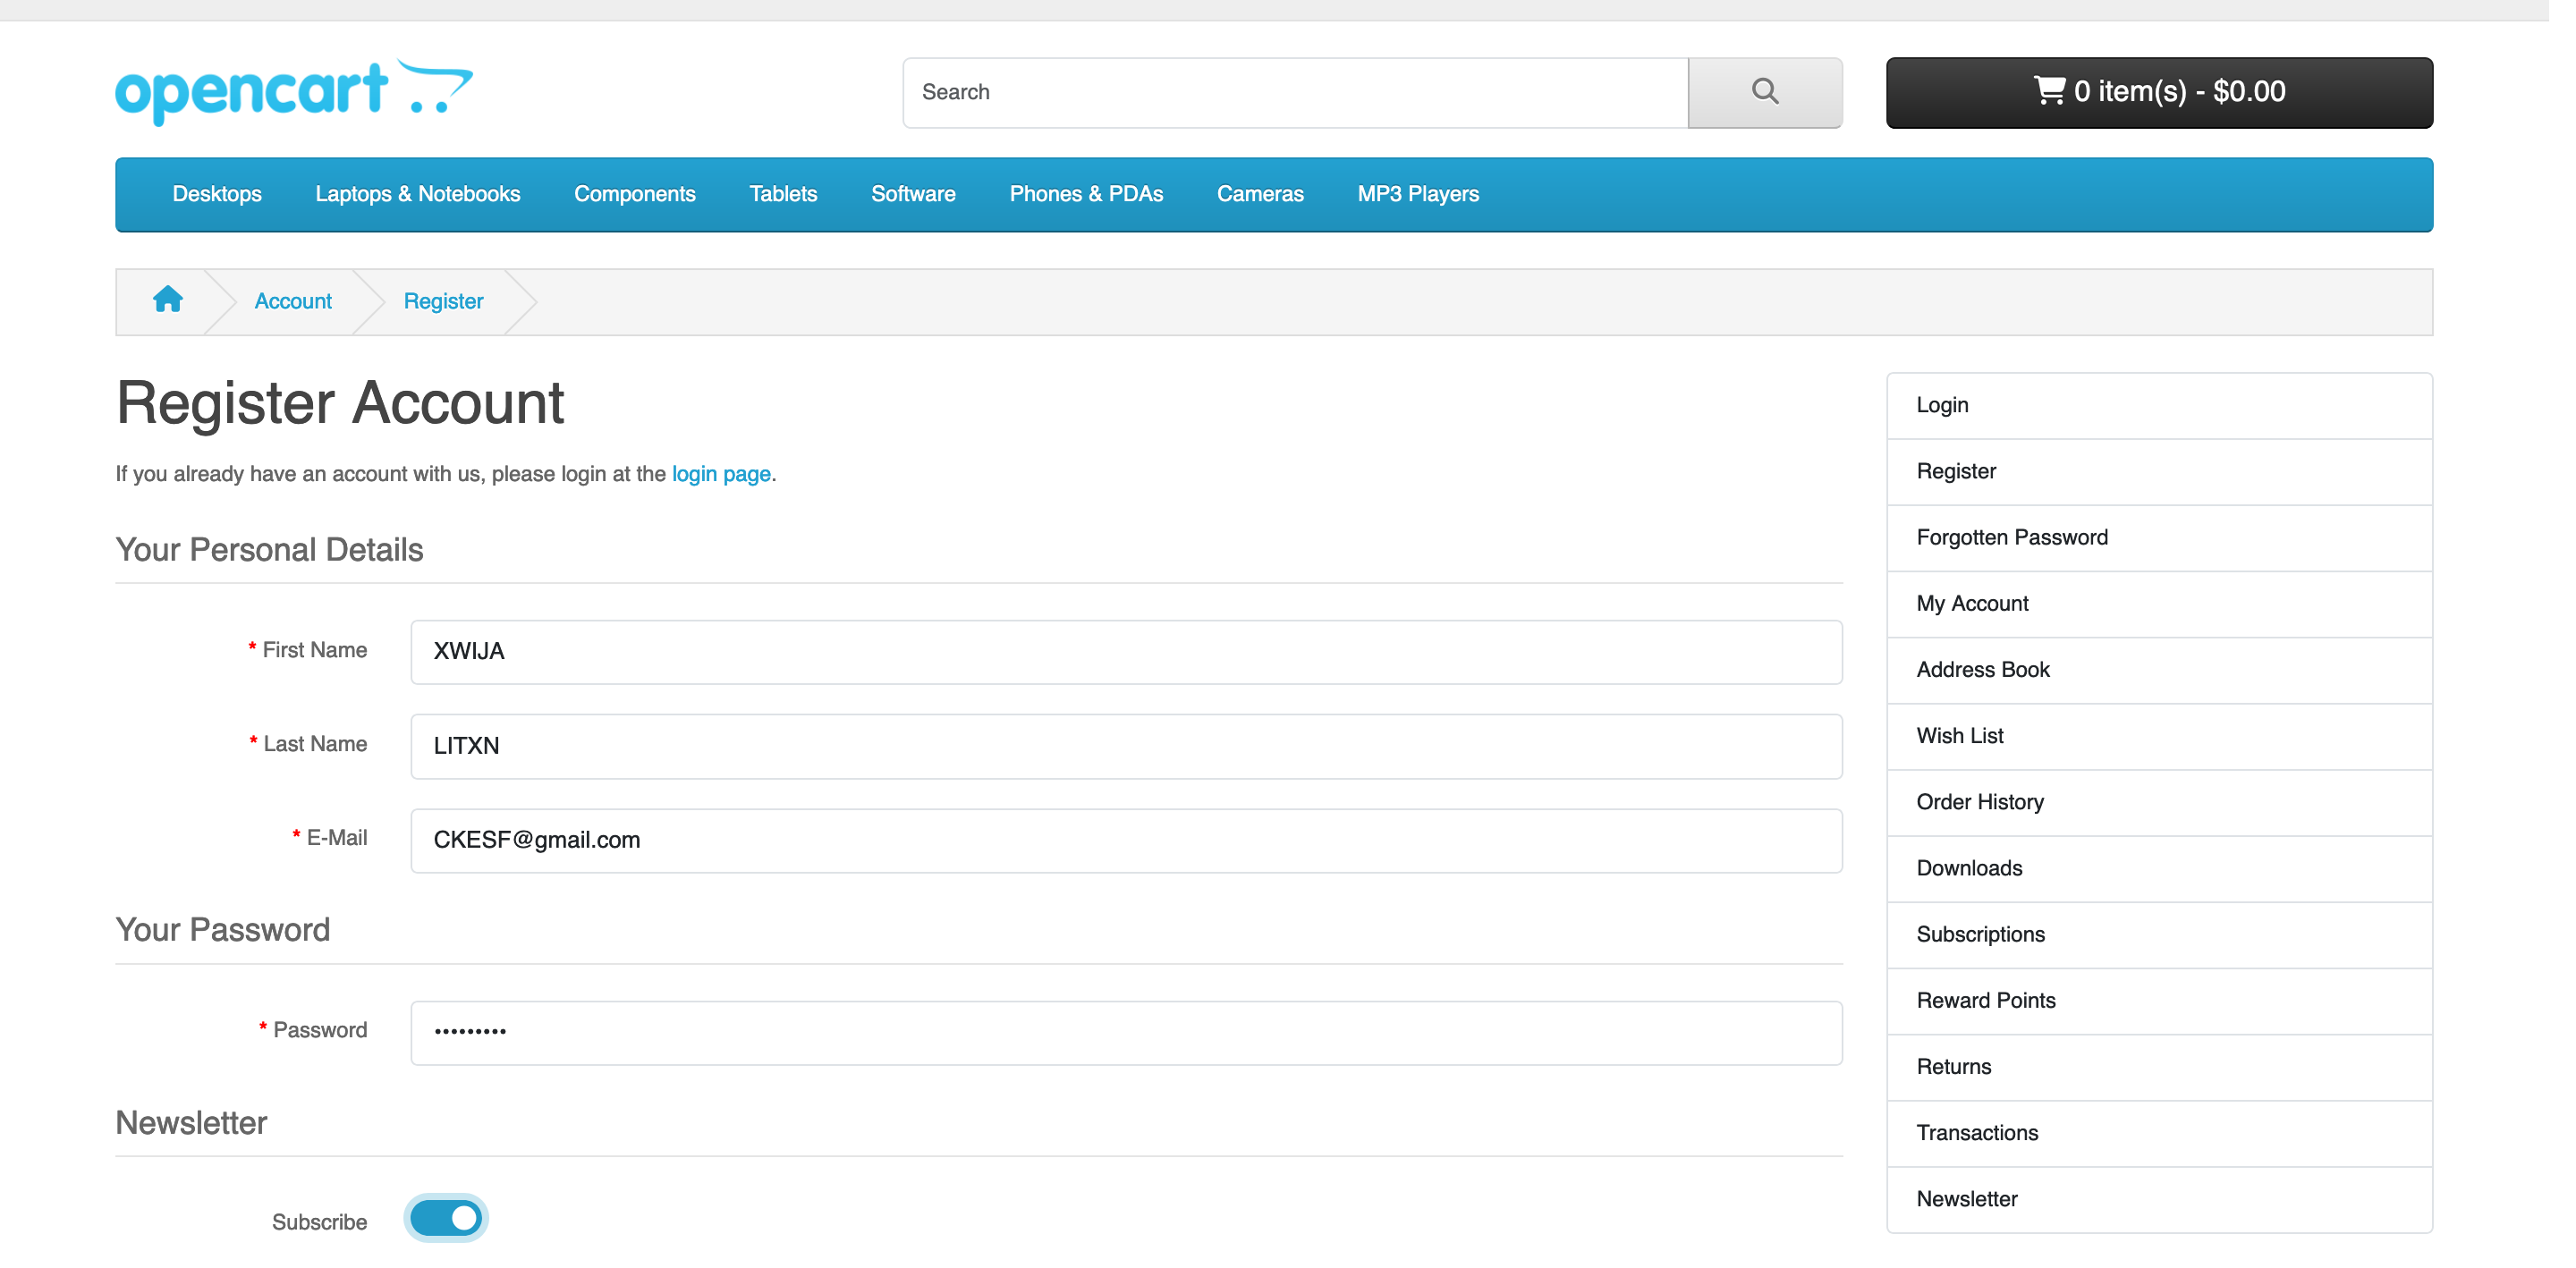 opencart
Search
0 item(s) - $0.00
Desktops Laptops & Notebooks Components Tablets Software Phones & PDAs Cameras MP3 Players
Account Register
Register Account
If you already have an account with us, please login at the login page.
Your Personal Details
* First Name XWIJA
* Last Name LITXN
* E-Mail CKESF@gmail.com
Your Password
* Password •••••••••
Newsletter
Subscribe
Login
Register
Forgotten Password
My Account
Address Book
Wish List
Order History
Downloads
Subscriptions
Reward Points
Returns
Transactions
Newsletter